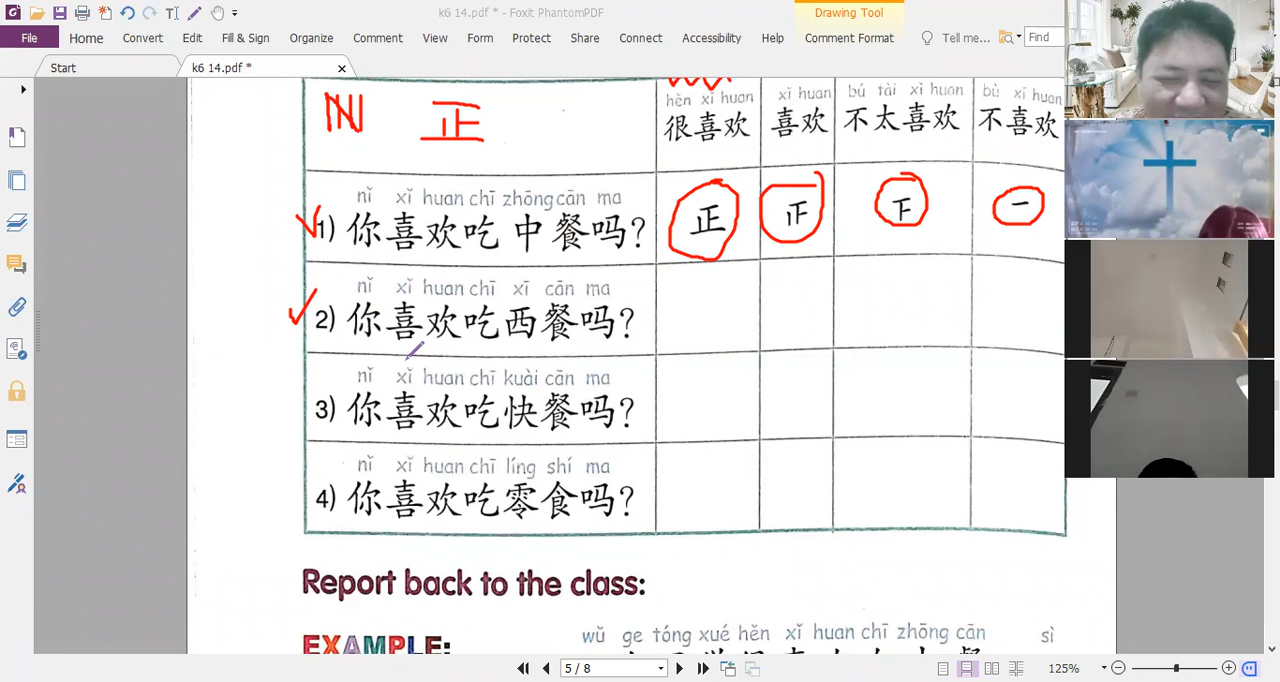 k6 14.pdf * - Foxit PhantomPDF
Drawing Tool
File Home Convert Edit Fill & Sign Organize Comment View Form Protect Share Connect Accessibility Help Comment Format Tell me... Find
Start k6 14.pdf *
正
hěn xǐ huan xǐ huan bú tài xǐ huan bù xǐ huan
很喜欢 喜欢 不太喜欢 不喜欢
nǐ xǐ huan chī zhōng cān ma
1) 你喜欢吃中餐吗? 正
nǐ xǐ huan chī xī cān ma
2) 你喜欢吃西餐吗?
nǐ xǐ huan chī kuài cān ma
3) 你喜欢吃快餐吗?
nǐ xǐ huan chī líng shí ma
4) 你喜欢吃零食吗?
Report back to the class:
EXAMPLE:
wǔ ge tóng xué hěn xǐ huan chī zhōng cān sì
5 / 8 125%